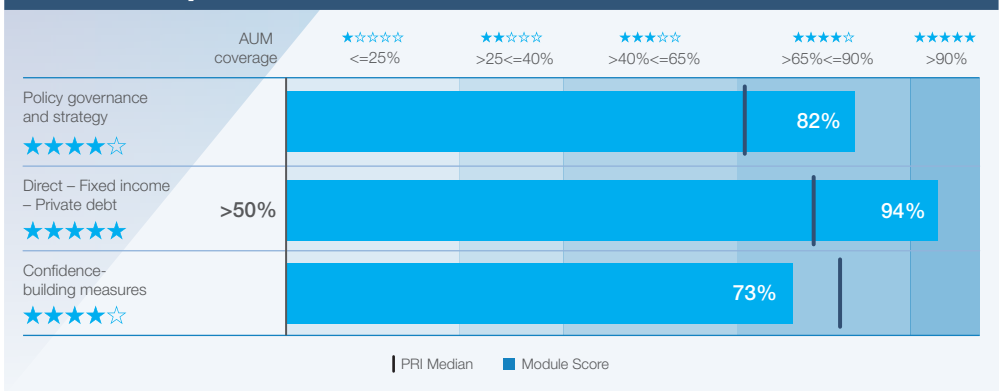 AUM
coverage
★☆☆☆☆
<=25%
★★☆☆☆
>25<=40%
★★★☆☆
>40%<=65%
★★★★☆
>65%<=90%
★★★★★
>90%
Policy governance
and strategy
★★★★☆
82%
Direct – Fixed income
– Private debt
★★★★★
>50%
94%
Confidence-
building measures
★★★★☆
73%
PRI Median
Module Score